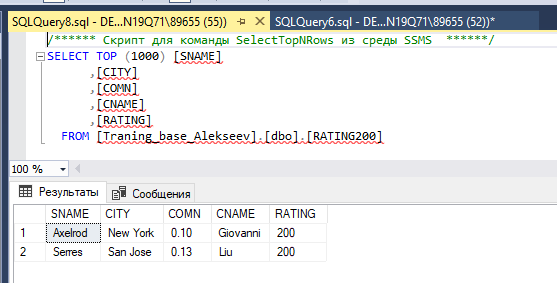 SQLQuery8.sql - DE...N19Q71\89655 (55)) SQLQuery6.sql - DE...N19Q71\89655 (52))*
/****** Скрипт для команды SelectTopNRows из среды SSMS ******/
SELECT TOP (1000) [SNAME]
,[CITY]
,[COMN]
,[CNAME]
,[RATING]
FROM [Traning_base_Alekseev].[dbo].[RATING200]
100 %
Результаты Сообщения
SNAME CITY COMN CNAME RATING
1 Axelrod New York 0.10 Giovanni 200
2 Serres San Jose 0.13 Liu 200